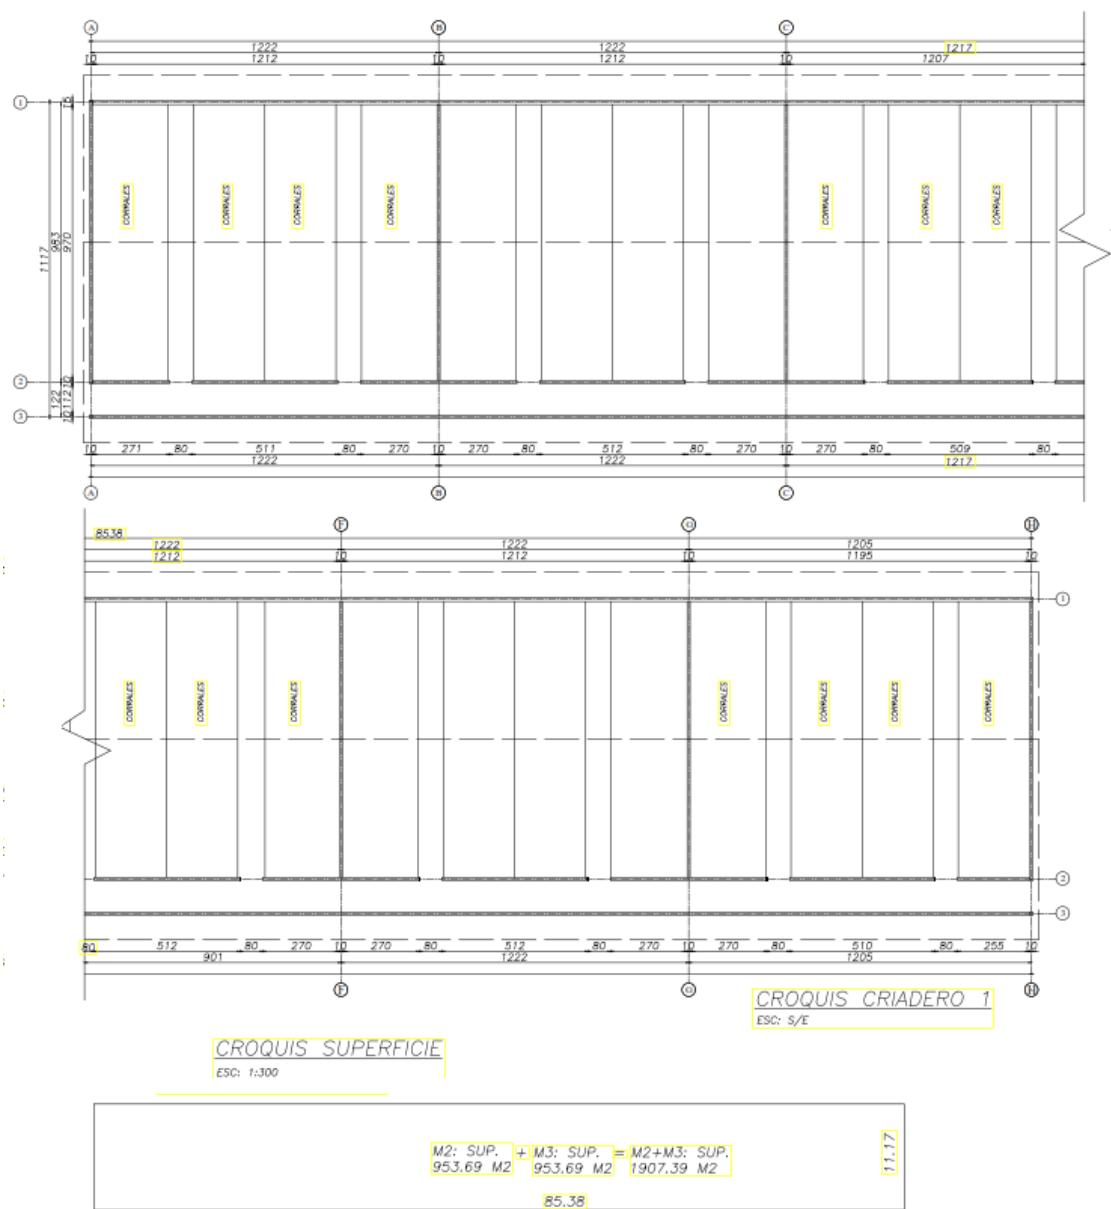 A B C
1222 1222 1217
10 1212 10 1212 10 1207
1
15
CORRALES CORRALES CORRALES CORRALES CORRALES CORRALES CORRALES
1117
983
970
2
122
10
112
10
3
10 271 80 511 80 270 10 270 80 512 80 270 10 270 80 509 80
1222 1222 1217
A B C
F G H
8538
1222 1222 1205
1212 10 1212 10 1195 10
1
CORRALES CORRALES CORRALES CORRALES CORRALES CORRALES CORRALES
2
3
80 512 80 270 10 270 80 512 80 270 10 270 80 510 80 255 10
901 1222 1205
F G H
CROQUIS CRIADERO 1
ESC: S/E
CROQUIS SUPERFICIE
ESC: 1:300
M2: SUP. + M3: SUP. = M2+M3: SUP.
953.69 M2 953.69 M2 1907.39 M2
11.17
85.38